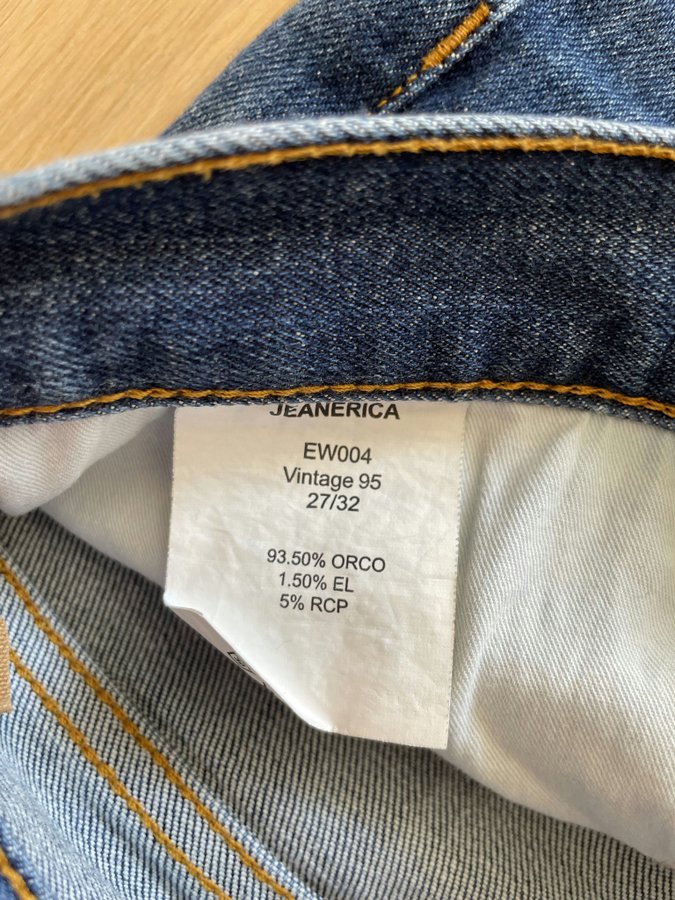 JEANERICA
EW004
Vintage 95
27/32
93.50% ORCO
1.50% EL
5% RCP